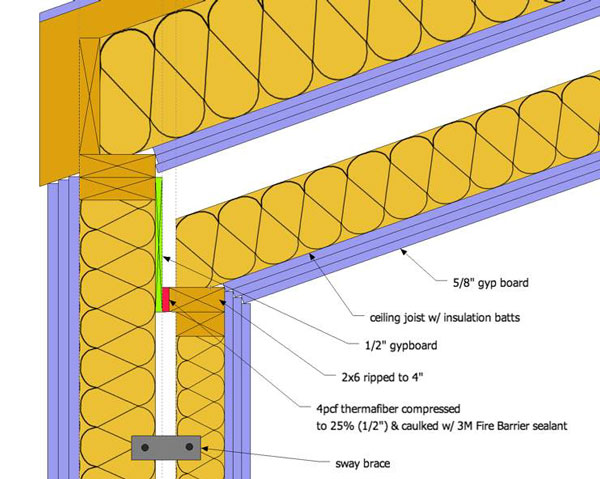 5/8" gyp board
ceiling joist w/ insulation batts
1/2" gypboard
2x6 ripped to 4"
4pcf thermafiber compressed
to 25% (1/2") & caulked w/ 3M Fire Barrier sealant
sway brace